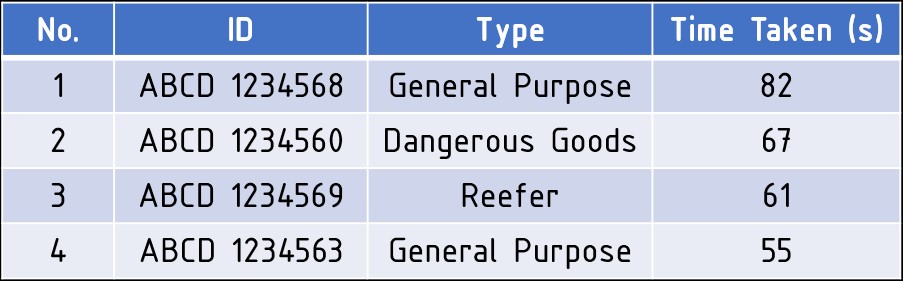 No. ID Type Time Taken (s)
1 ABCD 1234568 General Purpose 82
2 ABCD 1234560 Dangerous Goods 67
3 ABCD 1234569 Reefer 61
4 ABCD 1234563 General Purpose 55